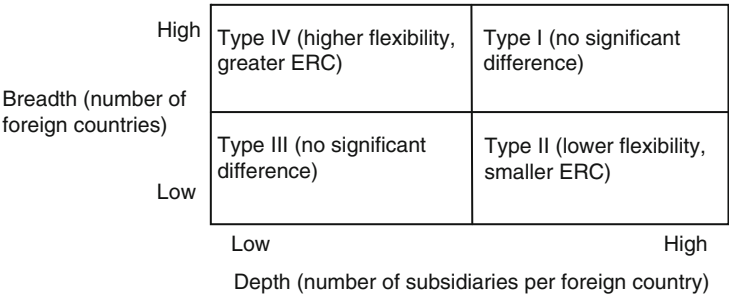 High
Type IV (higher flexibility,
greater ERC)
Type I (no significant
difference)
Breadth (number of
foreign countries)
Type III (no significant
difference)
Type II (lower flexibility,
smaller ERC)
Low
Low
High
Depth (number of subsidiaries per foreign country)